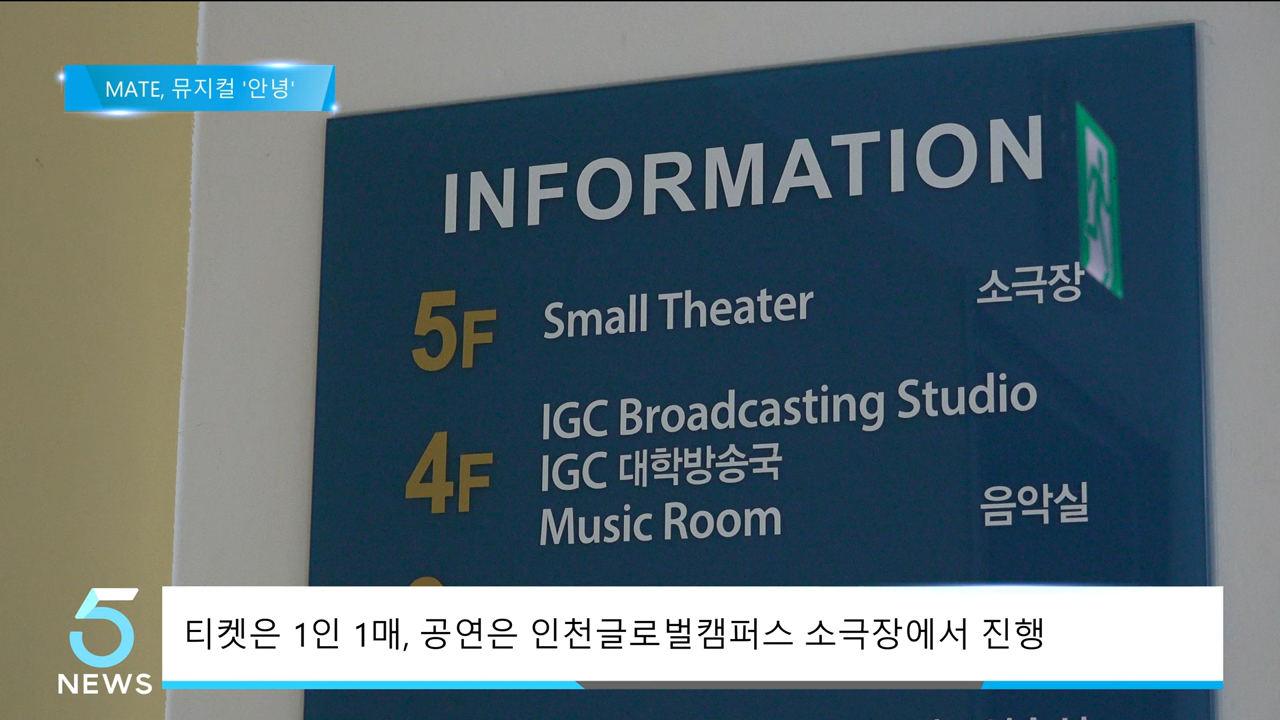 MATE, 뮤지컬 '안녕'
INFORMATION
5F Small Theater 소극장
4F IGC Broadcasting Studio
IGC 대학방송국
Music Room 음악실
5
NEWS
티켓은 1인 1매, 공연은 인천글로벌캠퍼스 소극장에서 진행